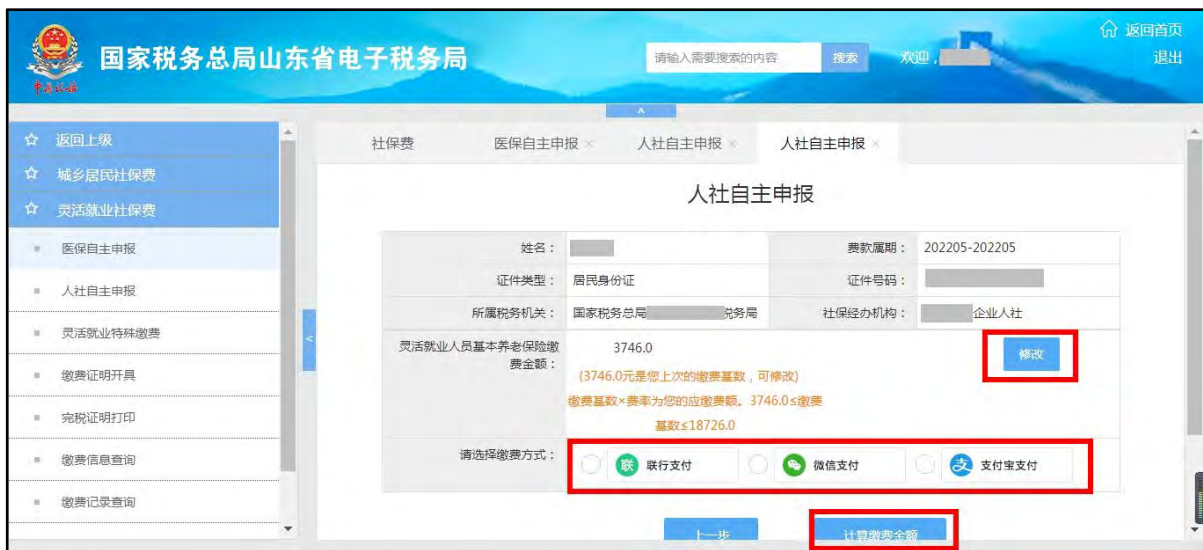 国家税务总局山东省电子税务局
中国税务
请输入需要搜索的内容
搜索
欢迎，
返回首页
退出
返回上级
城乡居民社保费
灵活就业社保费
医保自主申报
人社自主申报
灵活就业特殊缴费
缴费证明开具
完税证明打印
缴费信息查询
缴费记录查询
社保费 医保自主申报 × 人社自主申报 × 人社自主申报 ×
人社自主申报
姓名： 费款属期： 202205-202205
证件类型： 居民身份证 证件号码：
所属税务机关： 国家税务总局 税务局 社保经办机构： 企业人社
灵活就业人员基本养老保险缴
费金额：
3746.0
修改
(3746.0元是您上次的缴费基数，可修改)
缴费基数×费率为您的应缴费额。3746.0≤缴费
基数≤18726.0
请选择缴费方式： 联 联行支付 微信支付 支 支付宝支付
上一步 计算缴费金额